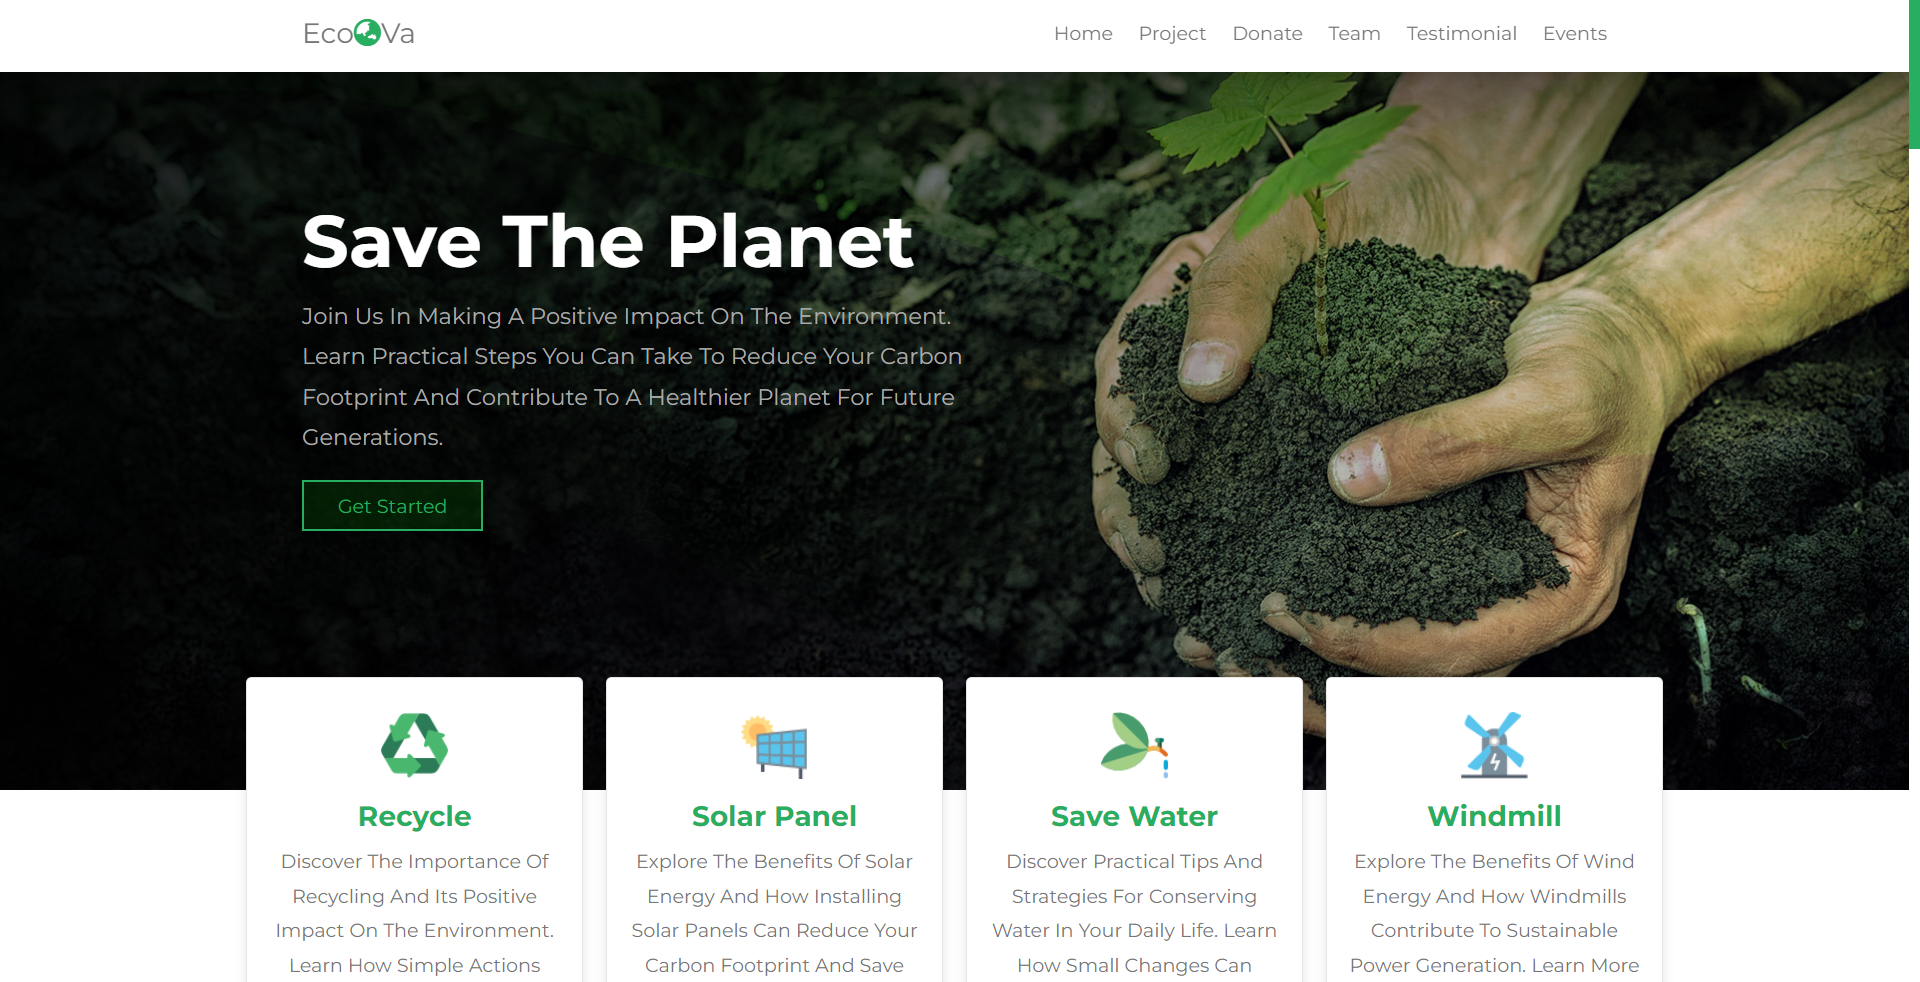 EcoVa
Home Project Donate Team Testimonial Events
Save The Planet
Join Us In Making A Positive Impact On The Environment.
Learn Practical Steps You Can Take To Reduce Your Carbon
Footprint And Contribute To A Healthier Planet For Future
Generations.
Get Started
Recycle
Discover The Importance Of
Recycling And Its Positive
Impact On The Environment.
Learn How Simple Actions
Solar Panel
Explore The Benefits Of Solar
Energy And How Installing
Solar Panels Can Reduce Your
Carbon Footprint And Save
Save Water
Discover Practical Tips And
Strategies For Conserving
Water In Your Daily Life. Learn
How Small Changes Can
Windmill
Explore The Benefits Of Wind
Energy And How Windmills
Contribute To Sustainable
Power Generation. Learn More